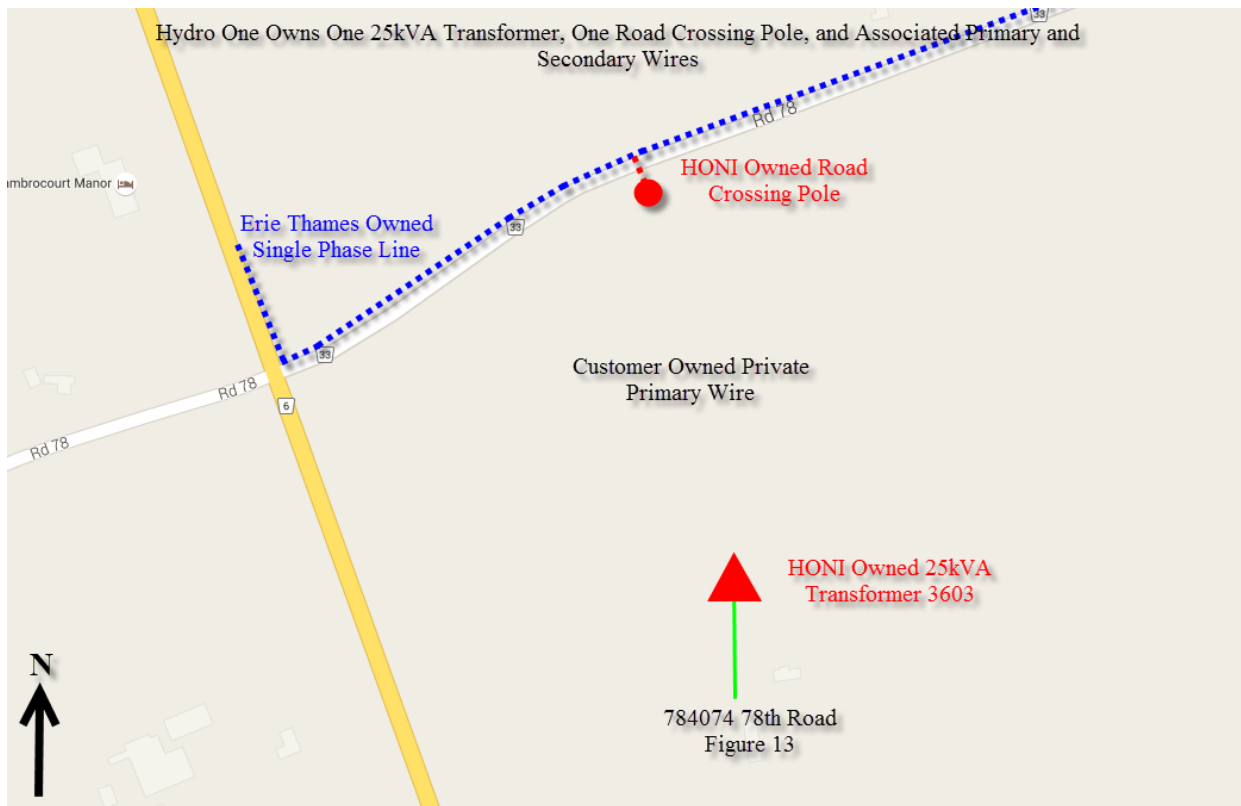 33
Hydro One Owns One 25kVA Transformer, One Road Crossing Pole, and Associated Primary and
Secondary Wires
Rd 78
ambrocourt Manor
HONI Owned Road
Crossing Pole
Erie Thames Owned
Single Phase Line
33
33
Customer Owned Private
Primary Wire
Rd 78
6
Rd 78
HONI Owned 25kVA
Transformer 3603
N
784074 78th Road
Figure 13